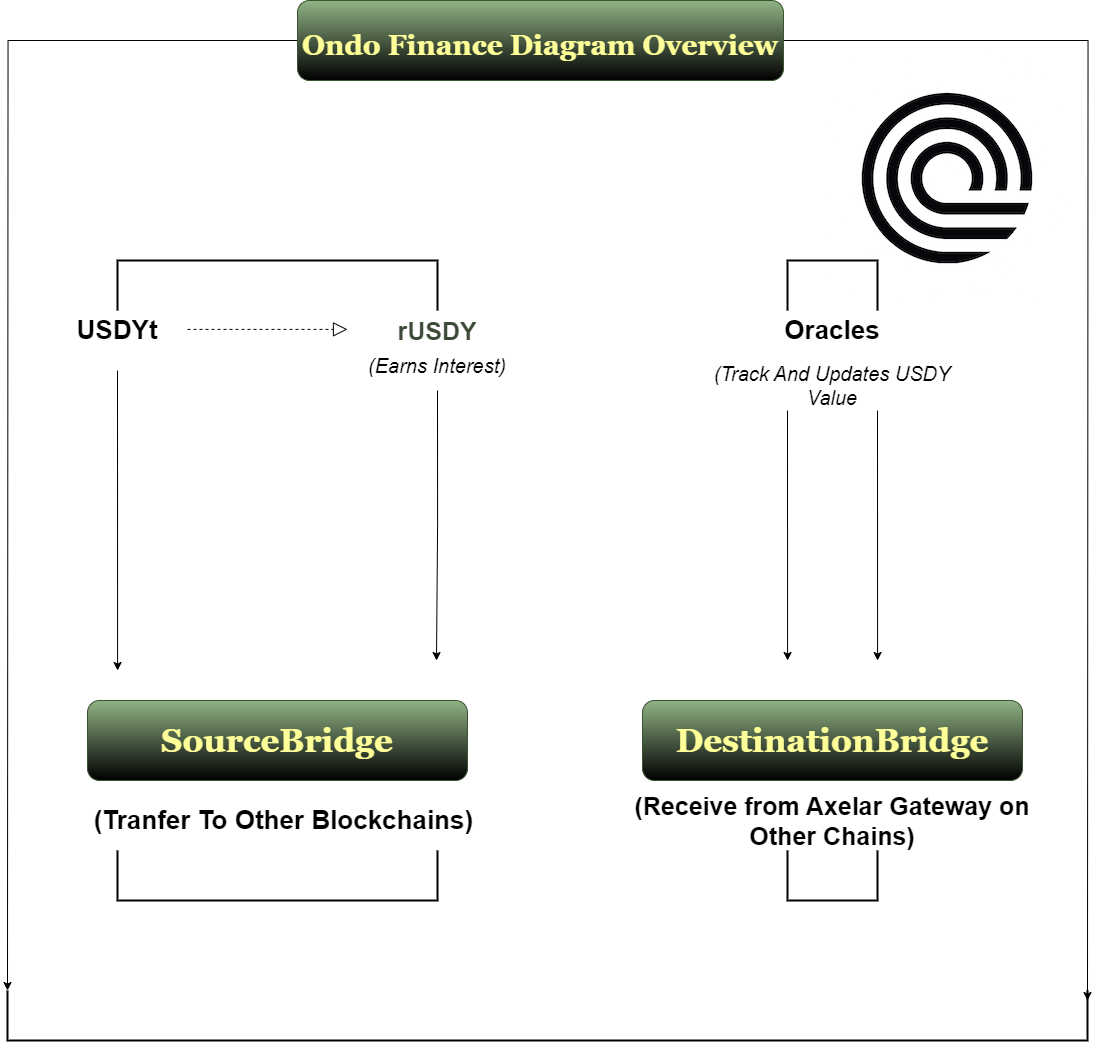 Ondo Finance Diagram Overview
USDYt
rUSDY
(Earns Interest)
Oracles
(Track And Updates USDY
Value
SourceBridge
(Tranfer To Other Blockchains)
DestinationBridge
(Receive from Axelar Gateway on
Other Chains)